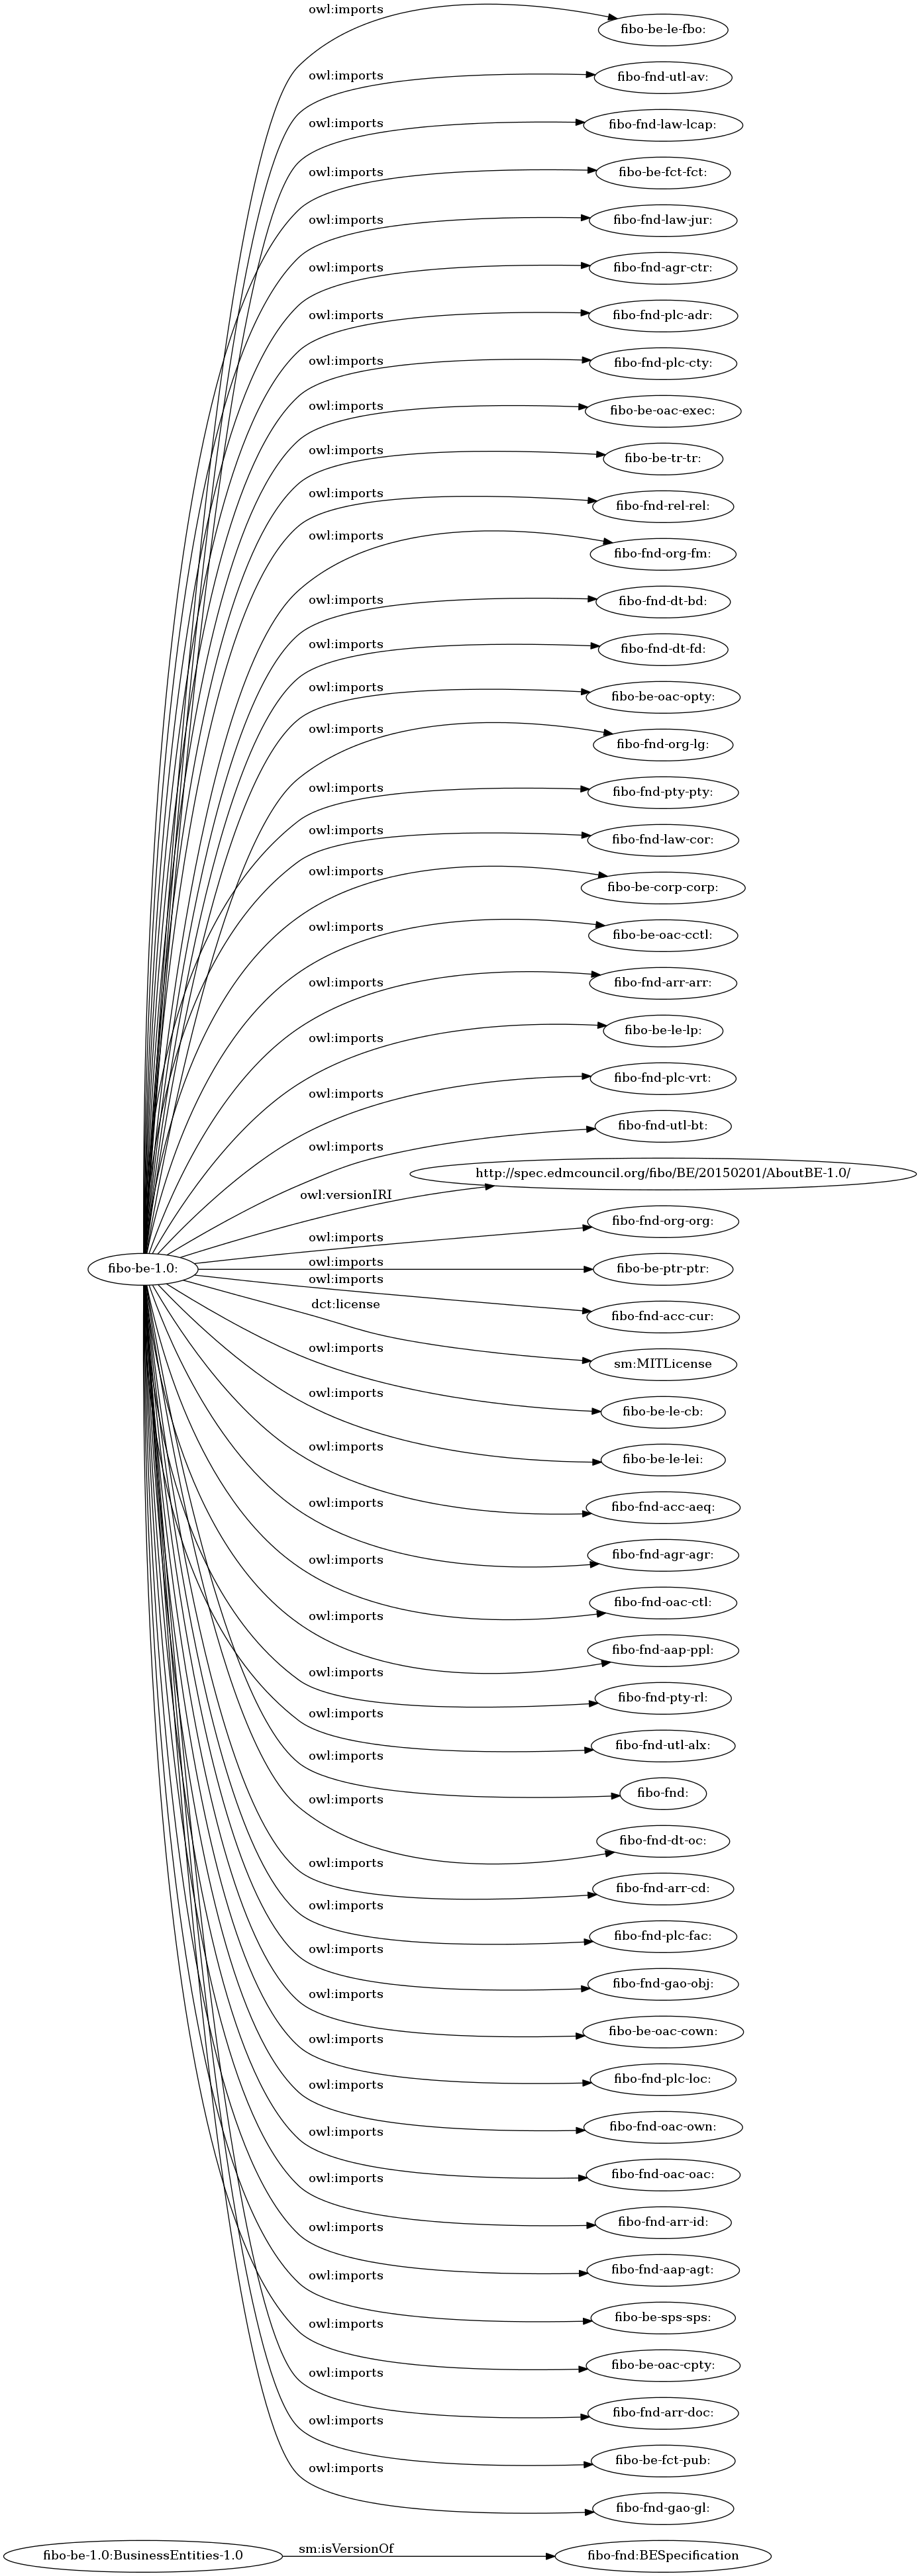 owl:imports
fibo-be-le-fbo:
owl:imports
fibo-fnd-utl-av:
owl:imports
fibo-fnd-law-lcap:
owl:imports
fibo-be-fct-fct:
owl:imports
fibo-fnd-law-jur:
owl:imports
fibo-fnd-agr-ctr:
owl:imports
fibo-fnd-plc-adr:
owl:imports
fibo-fnd-plc-cty:
owl:imports
fibo-be-oac-exec:
owl:imports
fibo-be-tr-tr:
owl:imports
fibo-fnd-rel-rel:
owl:imports
fibo-fnd-org-fm:
owl:imports
fibo-fnd-dt-bd:
owl:imports
fibo-fnd-dt-fd:
owl:imports
fibo-be-oac-opty:
owl:imports
fibo-fnd-org-lg:
owl:imports
fibo-fnd-pty-pty:
owl:imports
fibo-fnd-law-cor:
owl:imports
fibo-be-corp-corp:
owl:imports
fibo-be-oac-cctl:
owl:imports
fibo-fnd-arr-arr:
owl:imports
fibo-be-le-lp:
owl:imports
fibo-fnd-plc-vrt:
owl:imports
fibo-fnd-utl-bt:
owl:versionIRI
http://spec.edmcouncil.org/fibo/BE/20150201/AboutBE-1.0/
owl:imports
fibo-fnd-org-org:
fibo-be-1.0:
owl:imports
fibo-be-ptr-ptr:
owl:imports
fibo-fnd-acc-cur:
dct:license
sm:MITLicense
owl:imports
fibo-be-le-cb:
owl:imports
fibo-be-le-lei:
owl:imports
fibo-fnd-acc-aeq:
owl:imports
fibo-fnd-agr-agr:
owl:imports
fibo-fnd-oac-ctl:
owl:imports
fibo-fnd-aap-ppl:
owl:imports
fibo-fnd-pty-rl:
owl:imports
fibo-fnd-utl-alx:
owl:imports
fibo-fnd:
owl:imports
fibo-fnd-dt-oc:
owl:imports
fibo-fnd-arr-cd:
owl:imports
fibo-fnd-plc-fac:
owl:imports
fibo-fnd-gao-obj:
owl:imports
fibo-be-oac-cown:
owl:imports
fibo-fnd-plc-loc:
owl:imports
fibo-fnd-oac-own:
owl:imports
fibo-fnd-oac-oac:
owl:imports
fibo-fnd-arr-id:
owl:imports
fibo-fnd-aap-agt:
owl:imports
fibo-be-sps-sps:
owl:imports
fibo-be-oac-cpty:
owl:imports
fibo-fnd-arr-doc:
owl:imports
fibo-be-fct-pub:
owl:imports
fibo-fnd-gao-gl:
fibo-be-1.0:BusinessEntities-1.0
sm:isVersionOf
fibo-fnd:BESpecification